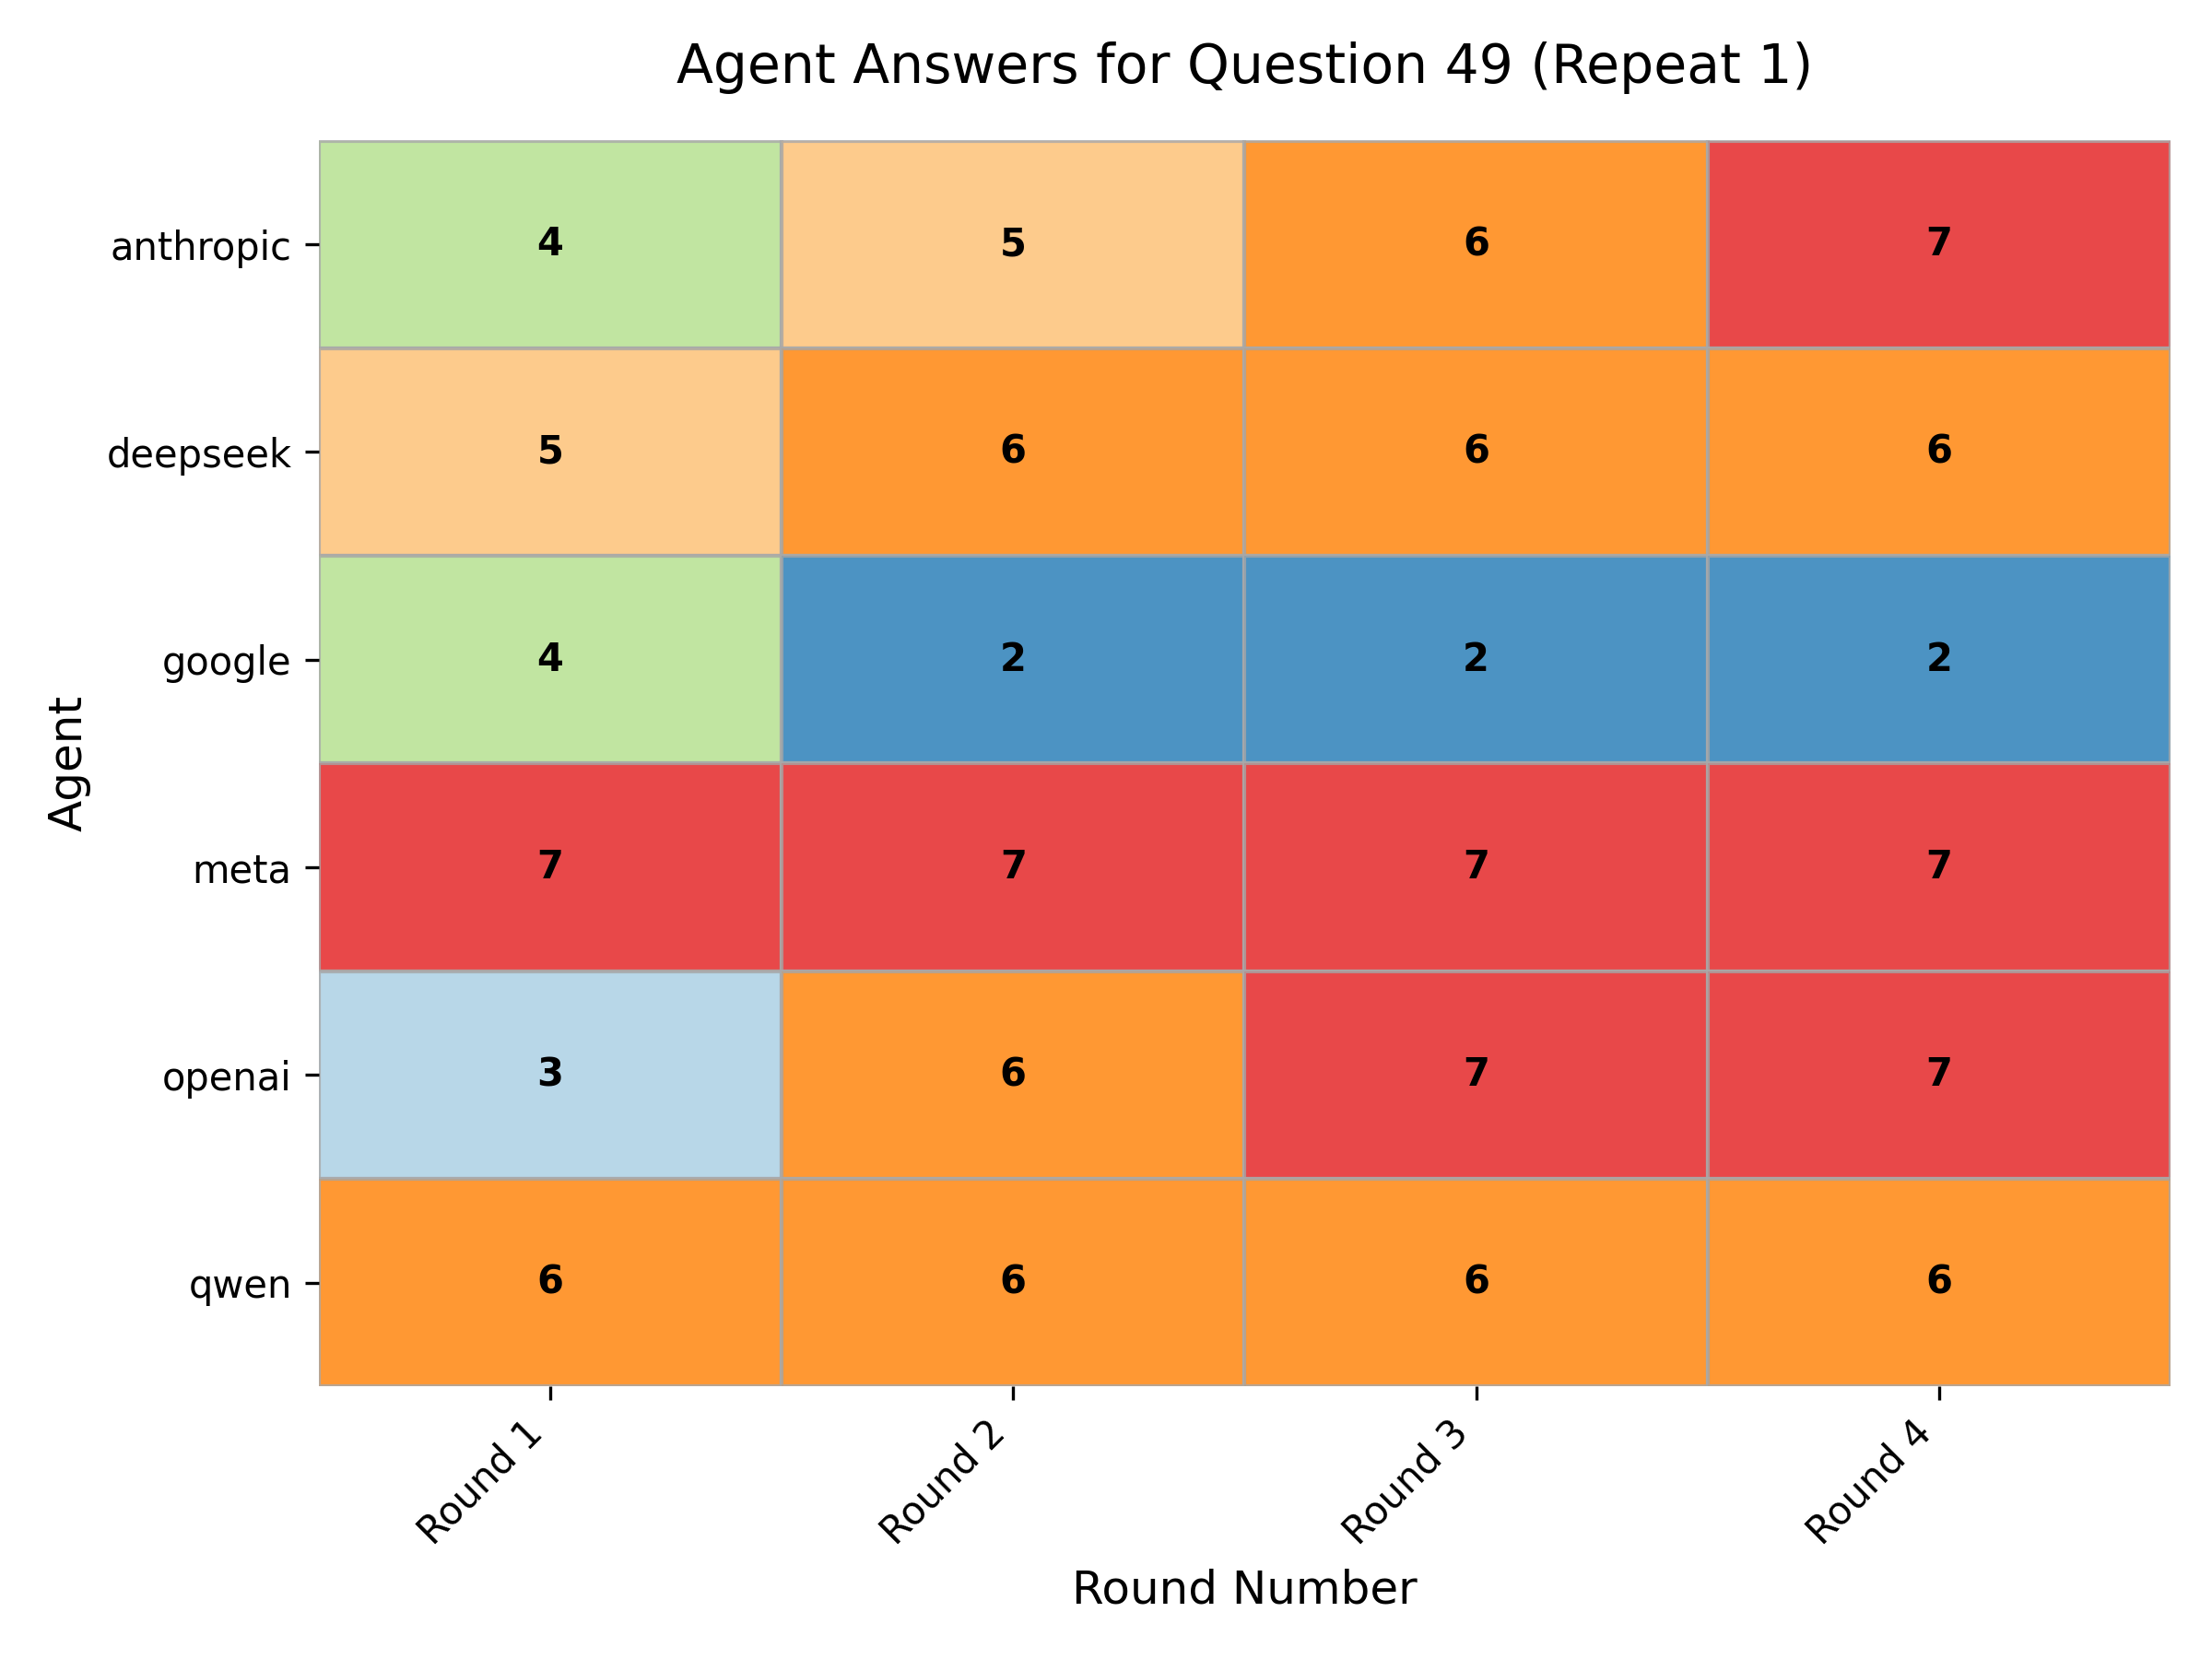 Agent Answers for Question 49 (Repeat 1)
Agent
anthropic 4 5 6 7
deepseek 5 6 6 6
google 4 2 2 2
meta 7 7 7 7
openai 3 6 7 7
qwen 6 6 6 6
Round 1 Round 2 Round 3 Round 4
Round Number